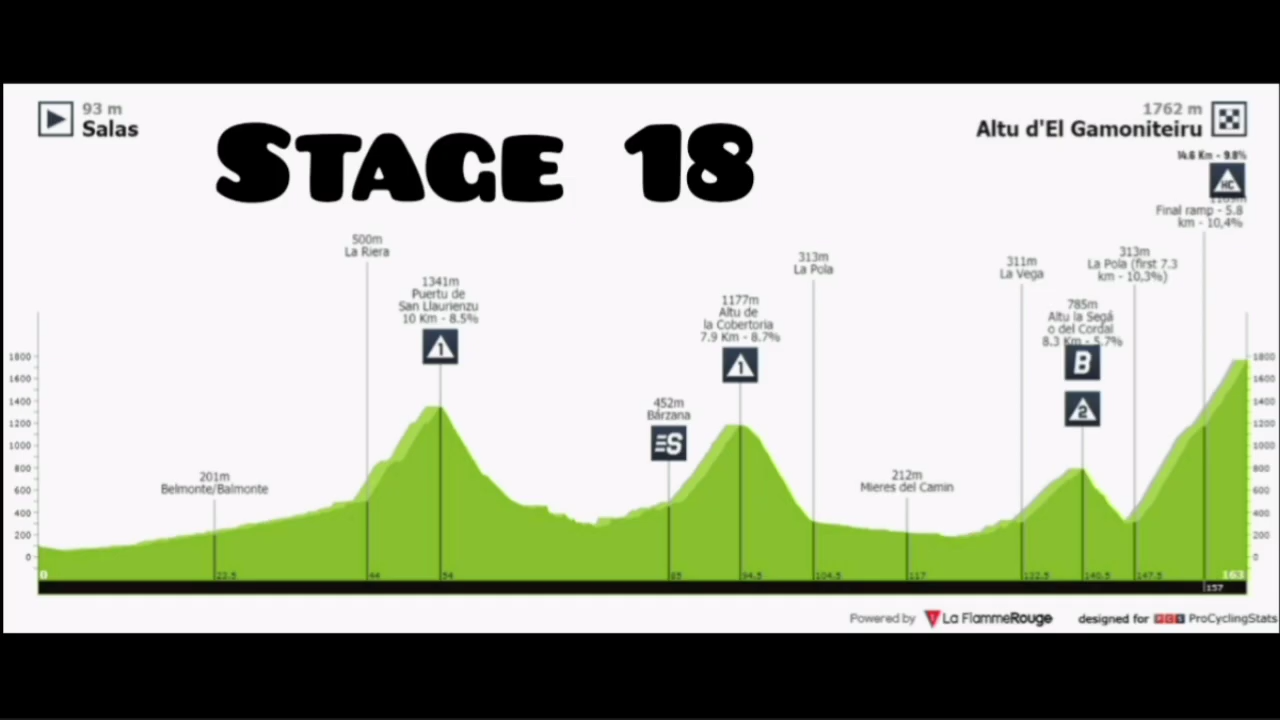 93 m
Salas
STAGE 18
1762 m
Altu d'El Gamoniteiru
14.6 Km - 9.8%
HC
Final ramp - 5.8
km - 10,4%
500m
La Riera
1341m
Puertu de
San Llaurienzu
10 Km - 8.5%
1
313m
La Pola
1177m
Altu de
la Cobertoria
7.9 Km - 8.7%
1
311m
La Vega
313m
La Pola (first 7.3
km - 10,3%)
785m
Altu la Segá
o del Cordal
8.3 Km - 5.7%
B
2
452m
Bárzana
S
201m
Belmonte/Balmonte
212m
Mieres del Camin
1800
1600
1400
1200
1000
800
600
400
200
0
1800
1600
1400
1200
1000
800
600
400
200
0
0
23.5
44
54
85
94.5
104.5
117
132.5
140.5
147.5
157
163
Powered by La FlammeRouge
designed for PCS ProCyclingStats